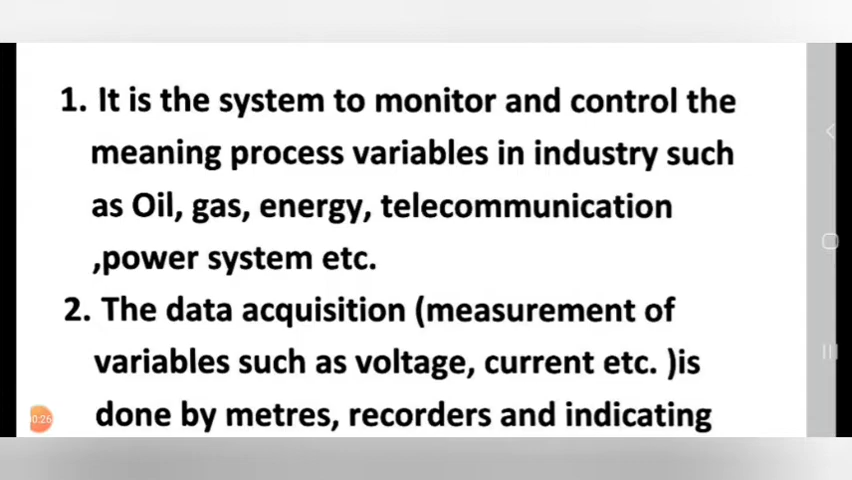 1. It is the system to monitor and control the
meaning process variables in industry such
as Oil, gas, energy, telecommunication
,power system etc.
2. The data acquisition (measurement of
variables such as voltage, current etc. )is
done by metres, recorders and indicating
0:26